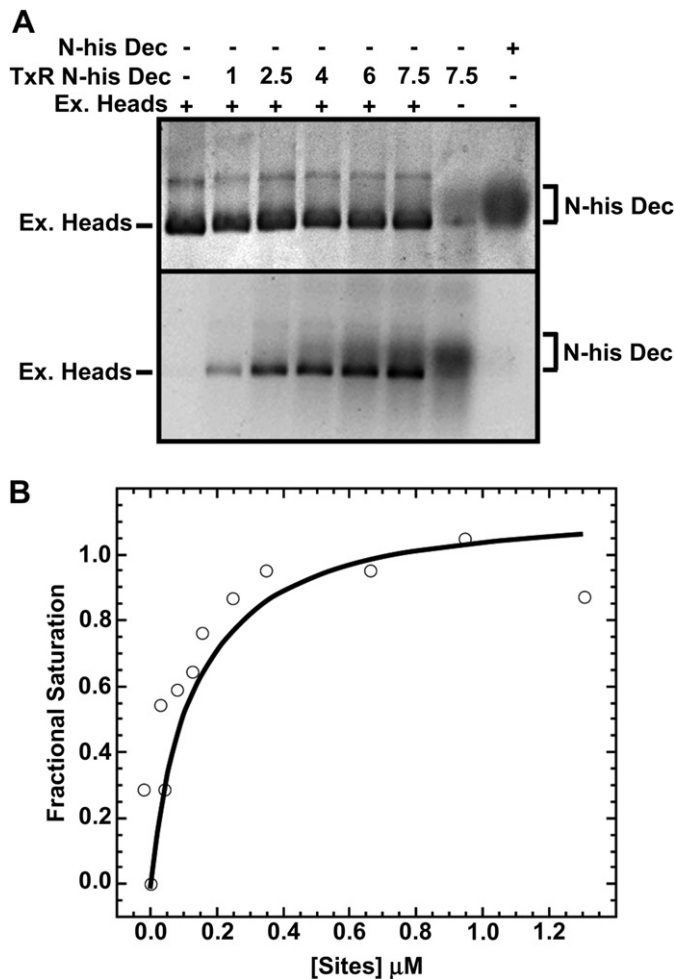 A
N-his Dec - - - - - - - +
TxR N-his Dec - 1 2.5 4 6 7.5 7.5 -
Ex. Heads + + + + + + - -
Ex. Heads
N-his Dec
Ex. Heads
N-his Dec
B
Fractional Saturation
1.0
0.8
0.6
0.4
0.2
0.0
0.0 0.2 0.4 0.6 0.8 1.0 1.2
[Sites] μM